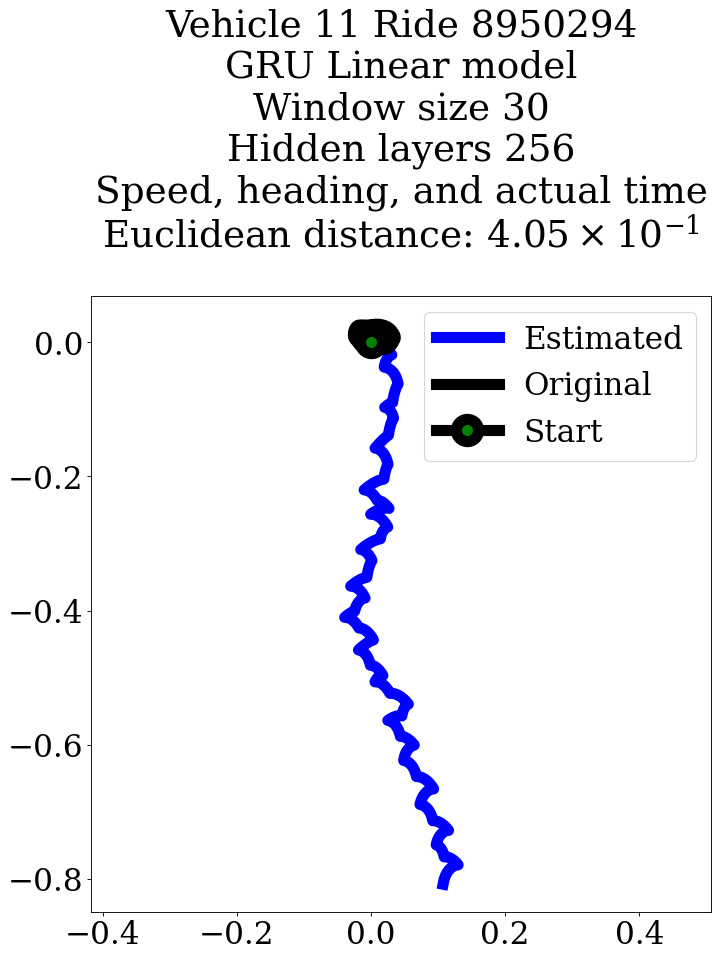 Vehicle 11 Ride 8950294
GRU Linear model
Window size 30
Hidden layers 256
Speed, heading, and actual time
Euclidean distance: 4.05 × 10⁻¹
Estimated
Original
Start
0.0
−0.2
−0.4
−0.6
−0.8
−0.4
−0.2
0.0
0.2
0.4